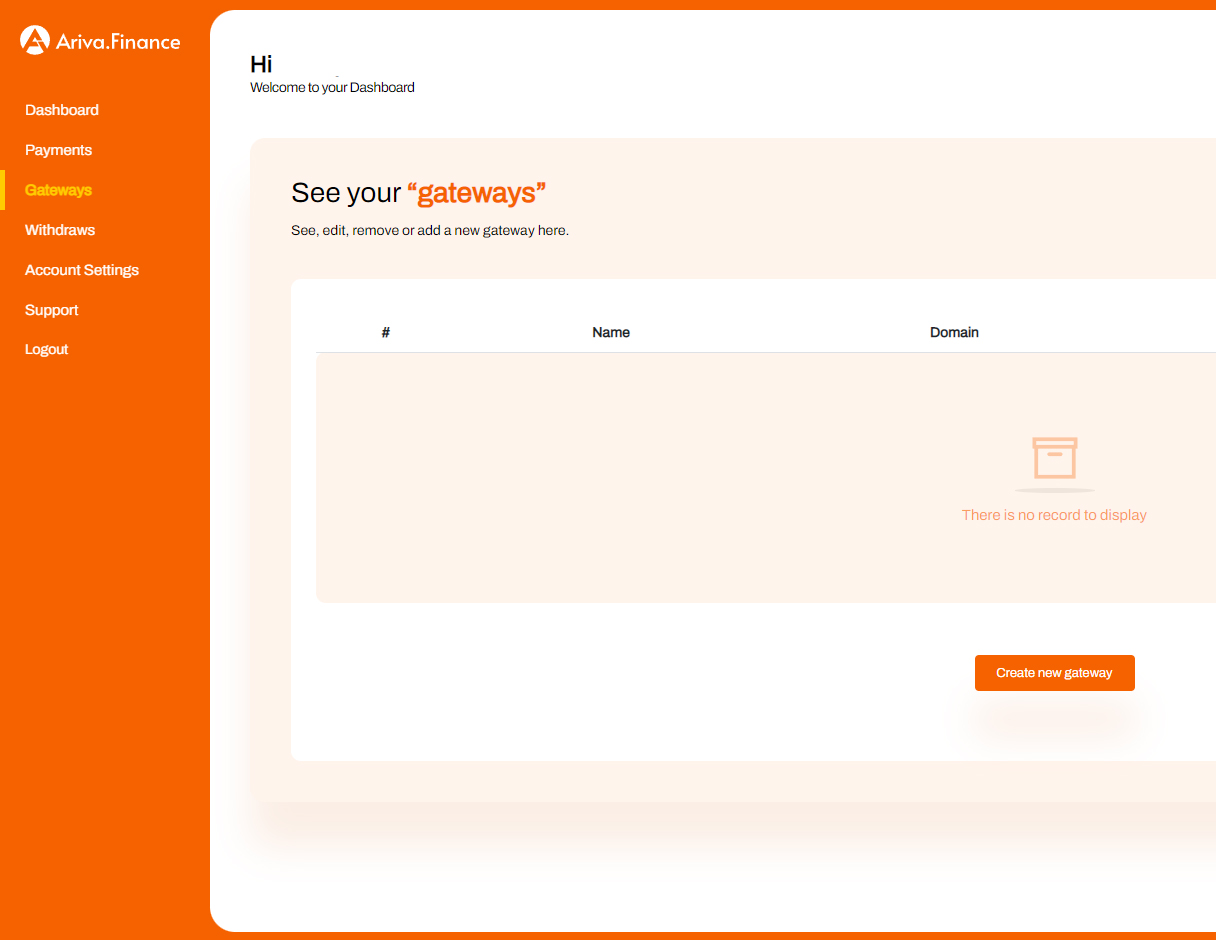 Ariva.Finance
Dashboard
Payments
Gateways
Withdraws
Account Settings
Support
Logout
Hi
Welcome to your Dashboard
See your “gateways”
See, edit, remove or add a new gateway here.
# Name Domain
There is no record to display
Create new gateway